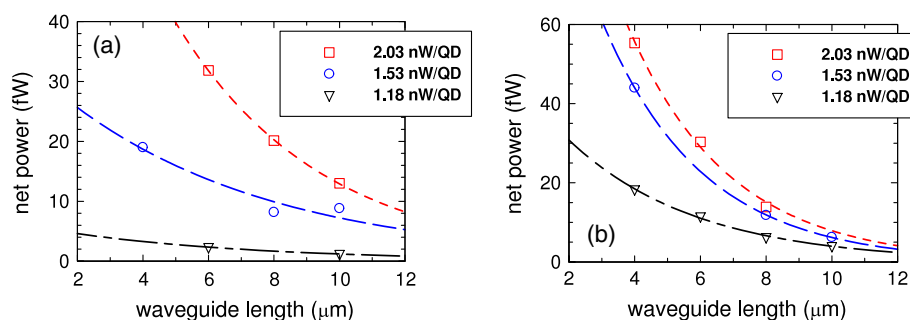 (a)
2.03 nW/QD
1.53 nW/QD
1.18 nW/QD
net power (fW)
40
30
20
10
0
2 4 6 8 10 12
waveguide length (μm)
(b)
2.03 nW/QD
1.53 nW/QD
1.18 nW/QD
net power (fW)
60
40
20
0
2 4 6 8 10 12
waveguide length (μm)